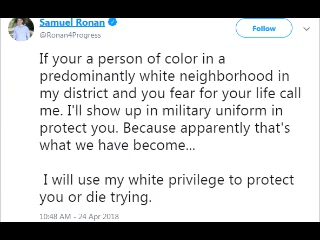 Samuel Ronan
@Ronan4Progress
Follow
If your a person of color in a
predominantly white neighborhood in
my district and you fear for your life call
me. I'll show up in military uniform in
protect you. Because apparently that's
what we have become...
I will use my white privilege to protect
you or die trying.
10:48 AM - 24 Apr 2018